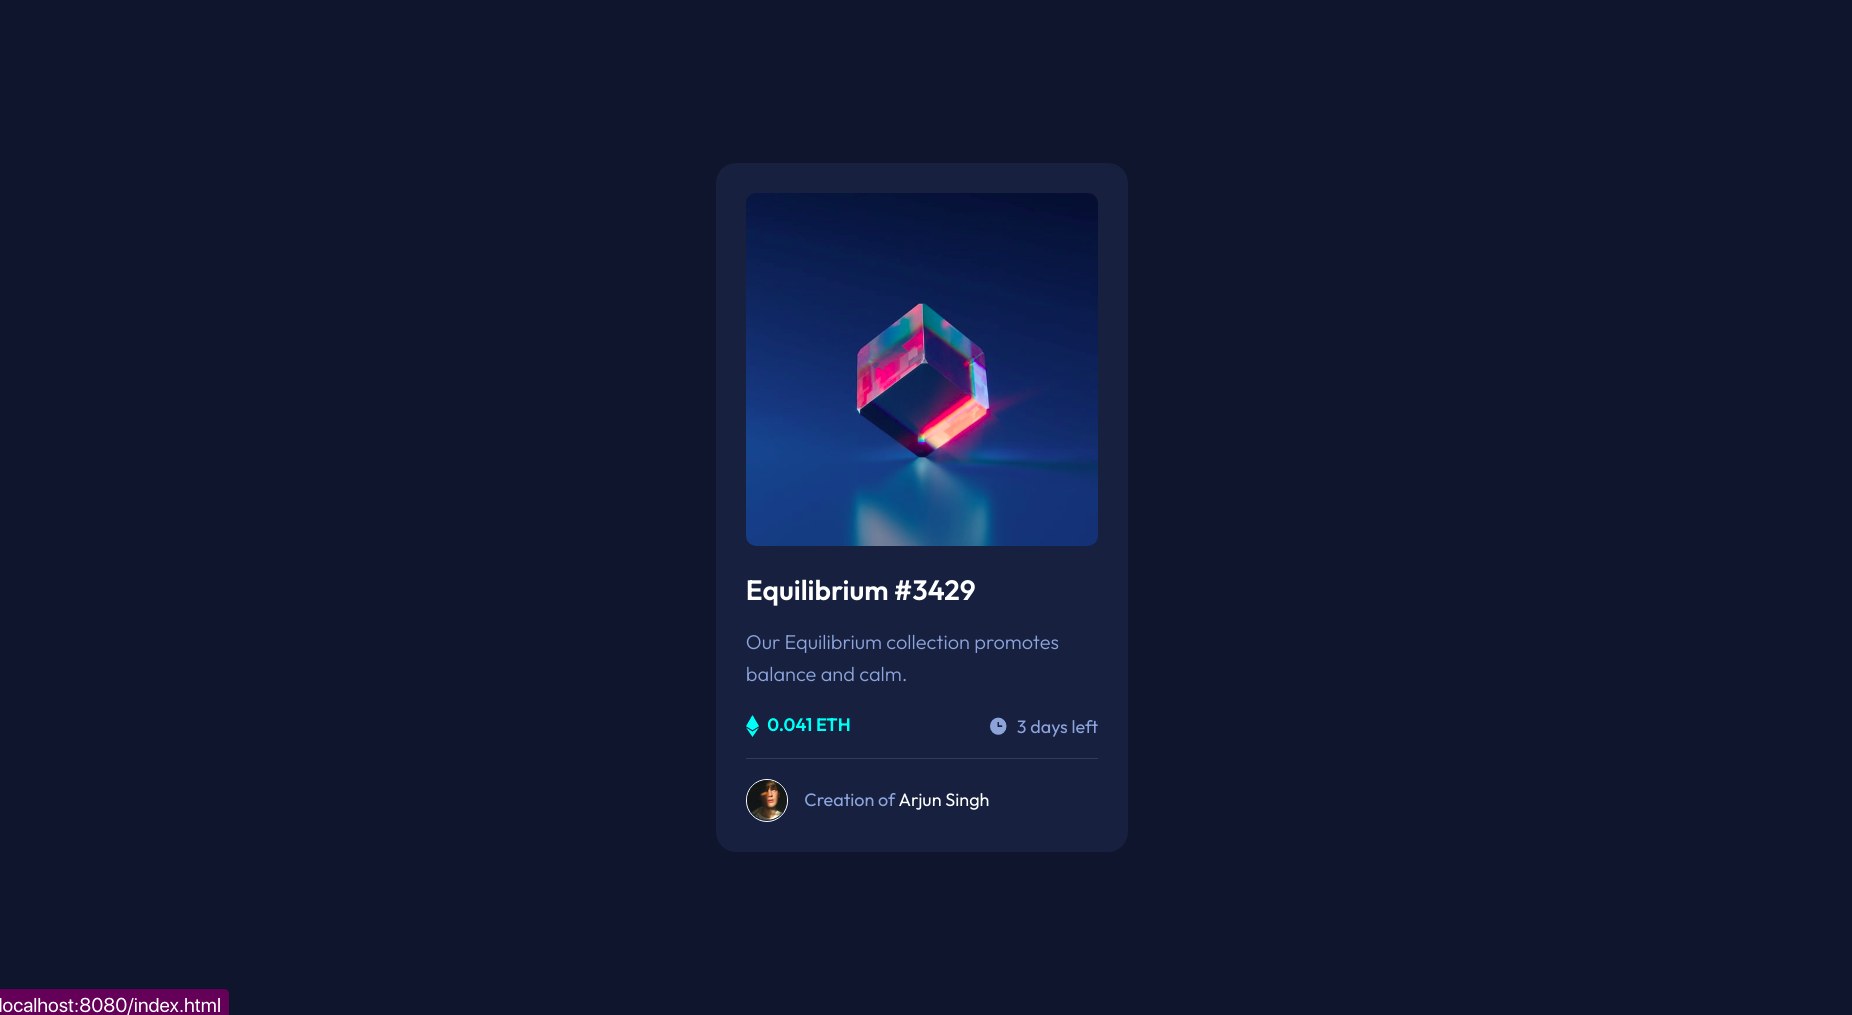 Equilibrium #3429
Our Equilibrium collection promotes
balance and calm.
0.041 ETH
3 days left
Creation of Arjun Singh
localhost:8080/index.html